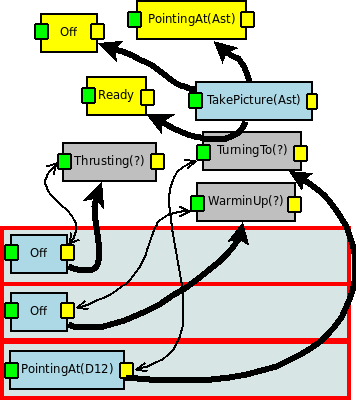 PointingAt(Ast)
Off
Ready
TakePicture(Ast)
Thrusting(?)
TurningTo(?)
WarminUp(?)
Off
Off
PointingAt(D12)